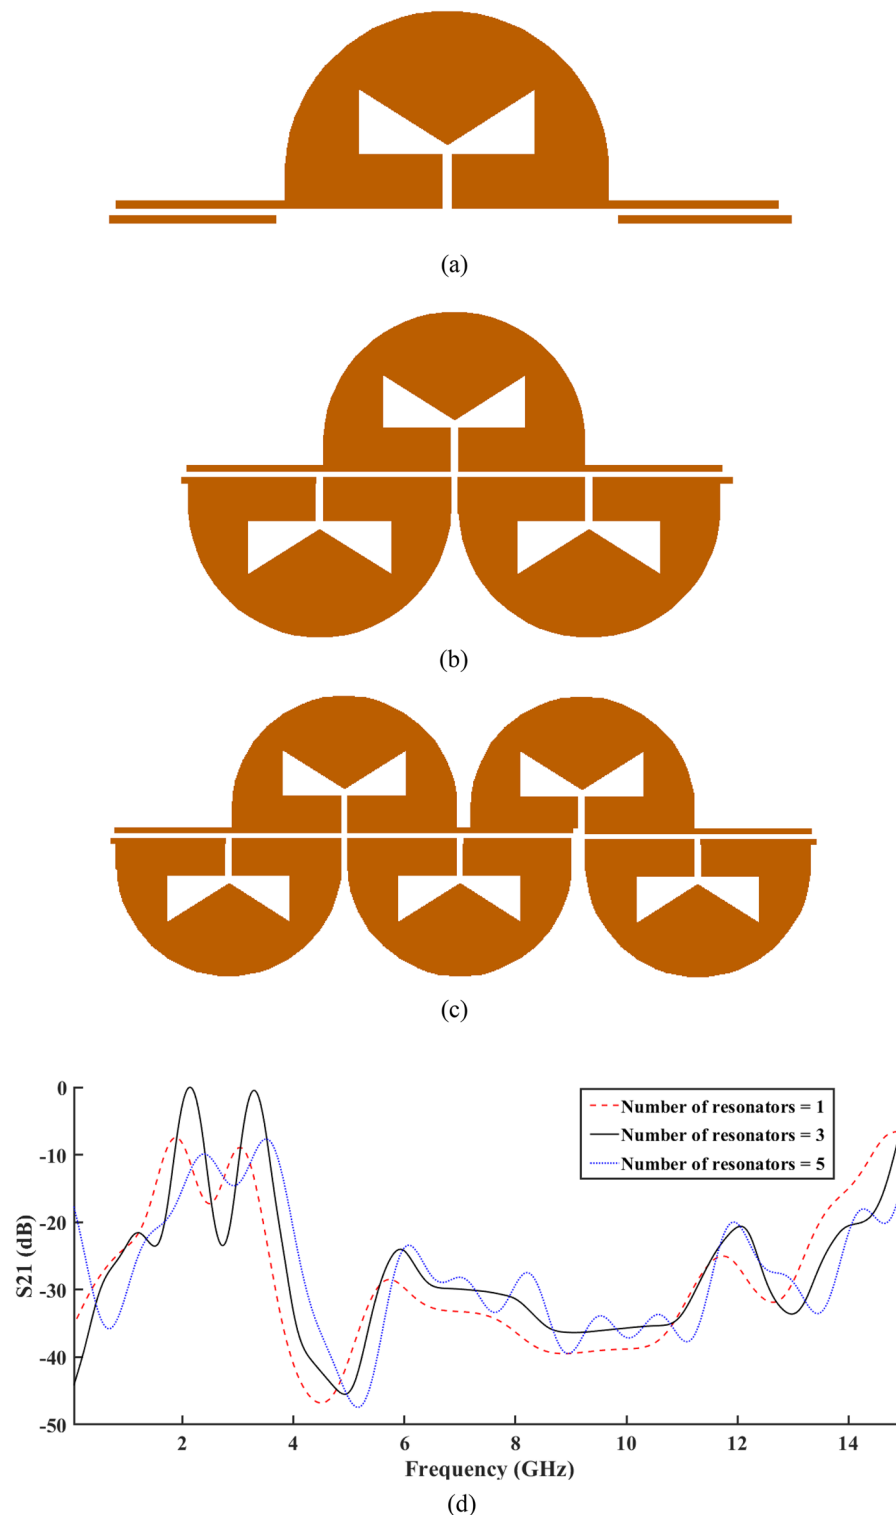 (a)
(b)
(c)
0
-10
-20
-30
-40
-50
S21 (dB)
Number of resonators = 1
Number of resonators = 3
Number of resonators = 5
2 4 6 8 10 12 14
Frequency (GHz)
(d)